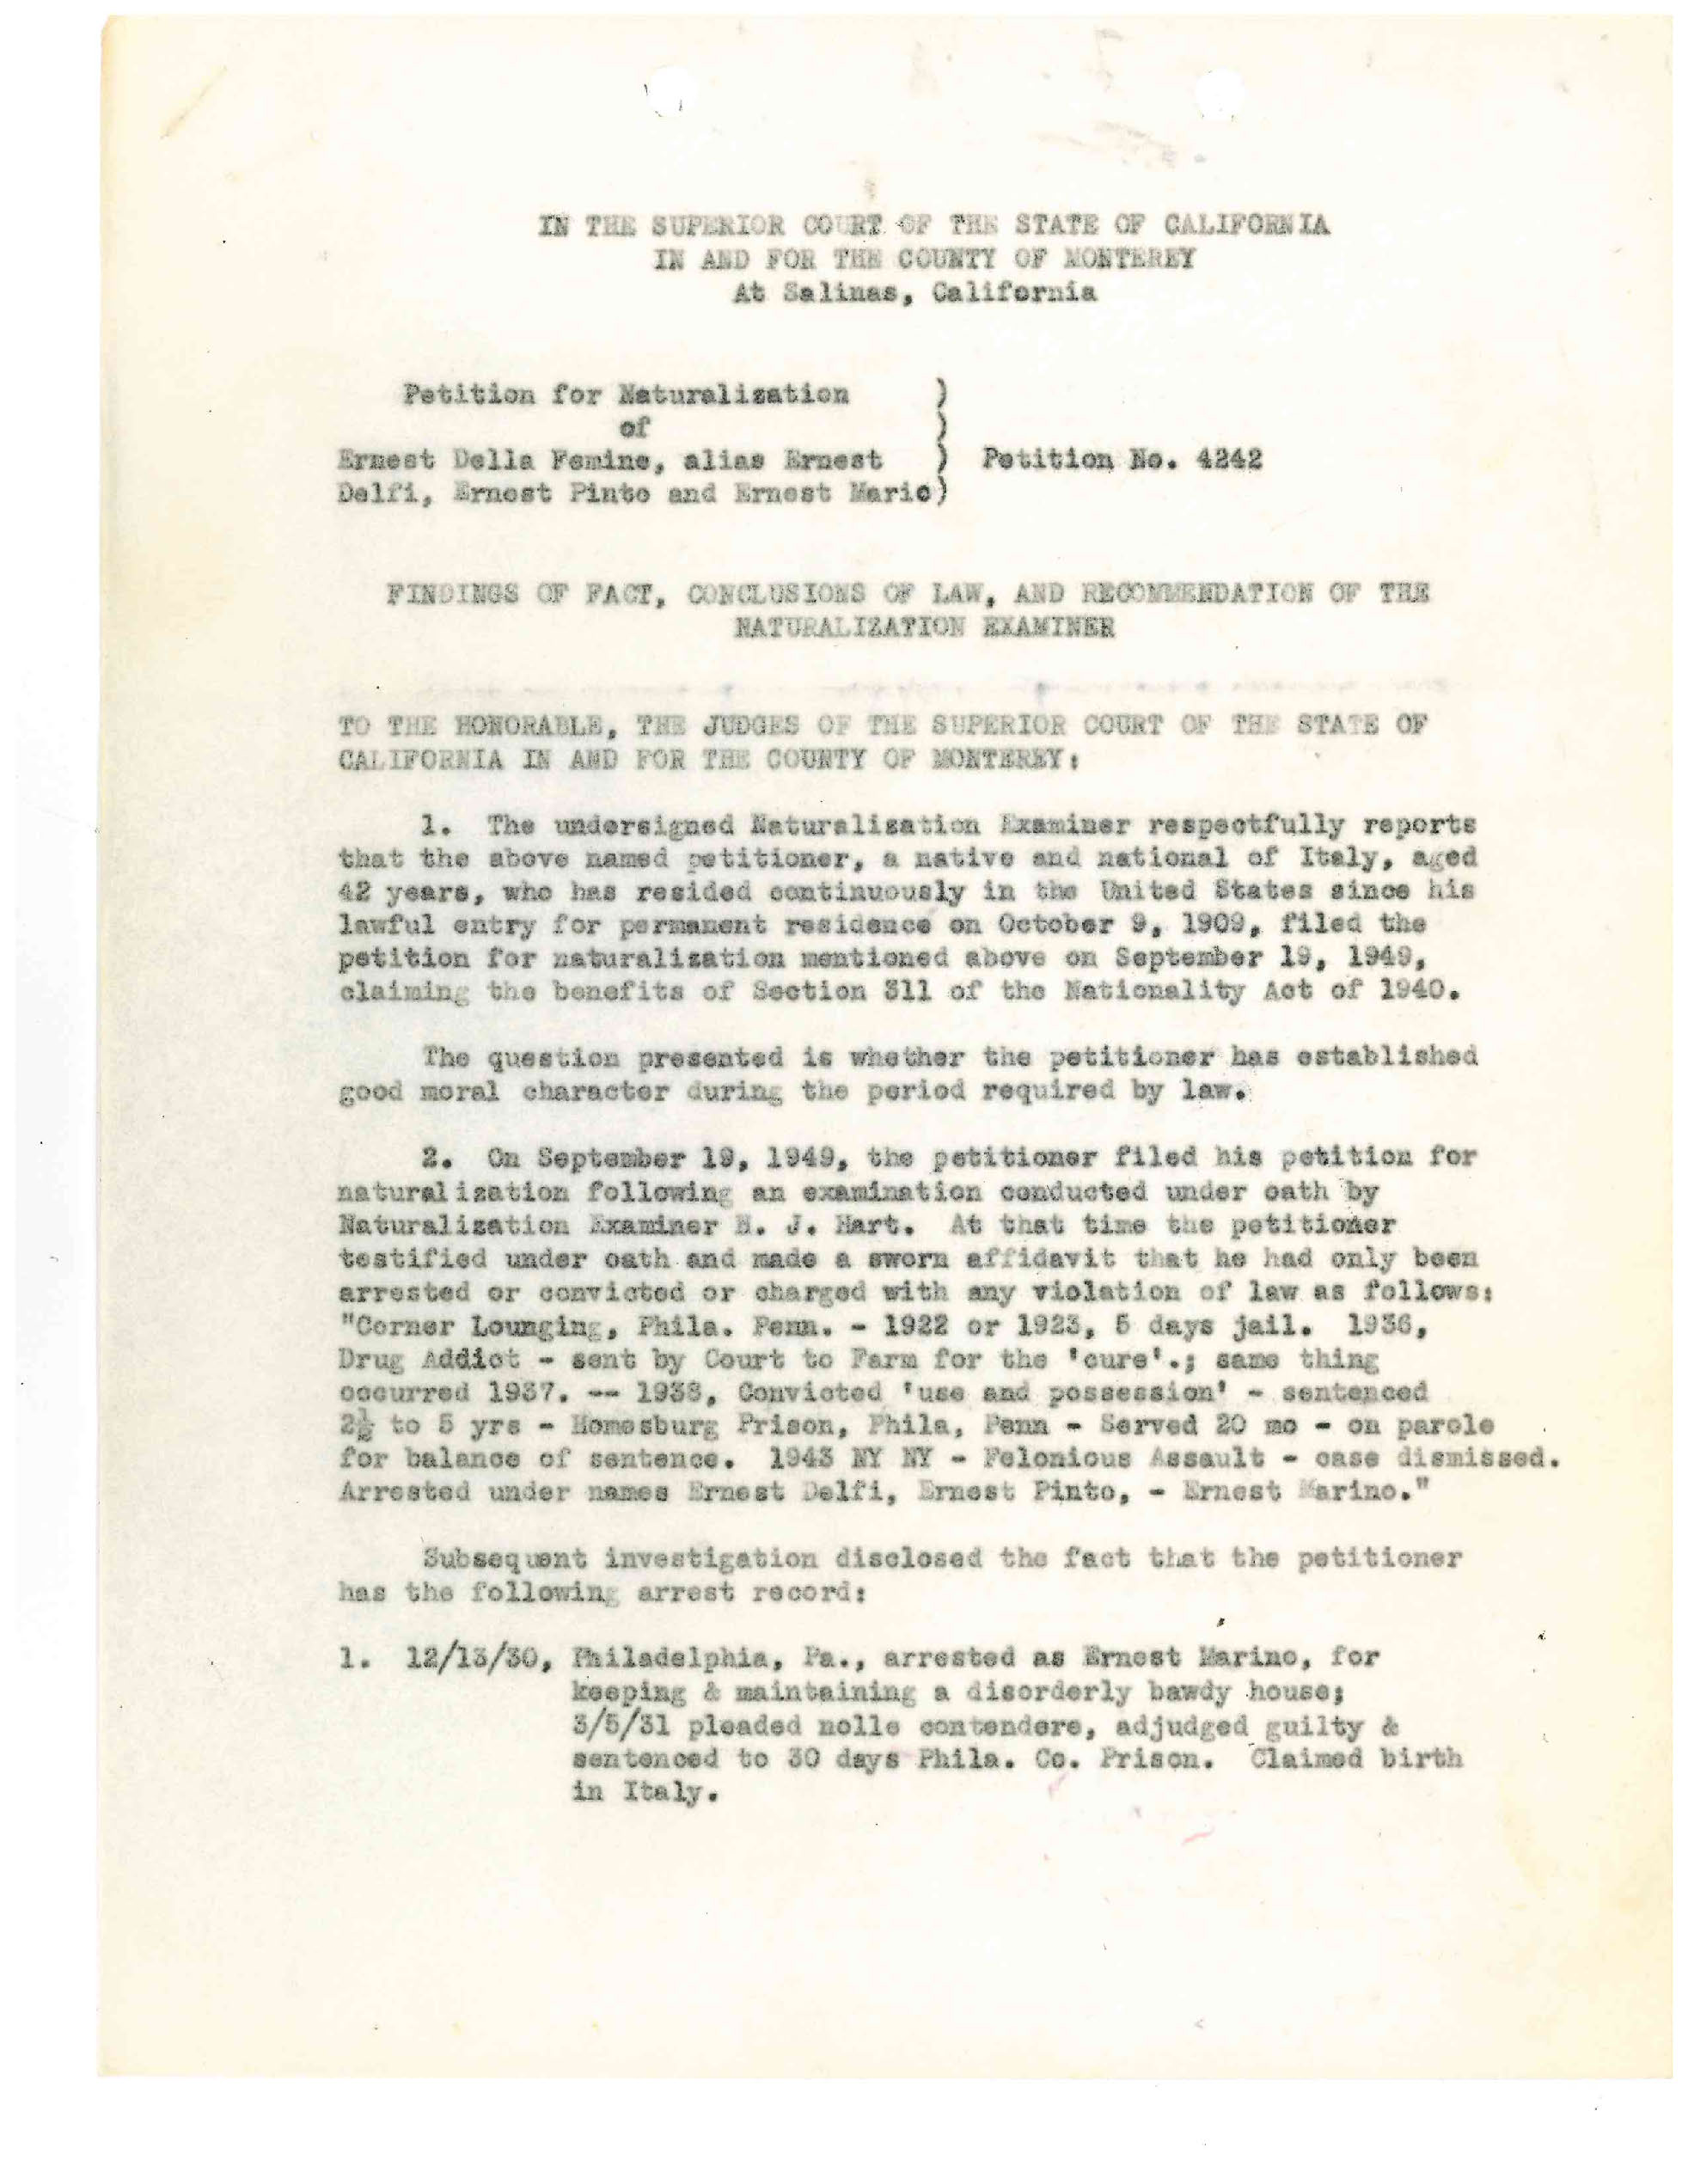 IN THE SUPERIOR COURT OF THE STATE OF CALIFORNIA
IN AND FOR THE COUNTY OF MONTEREY
At Salinas, California
Petition for Naturalization )
of )
Ernest Della Femine, alias Ernest ) Petition No. 4242
Delfi, Ernest Pinto and Ernest Mario)
FINDINGS OF FACT, CONCLUSIONS OF LAW, AND RECOMMENDATION OF THE
NATURALIZATION EXAMINER
TO THE HONORABLE, THE JUDGES OF THE SUPERIOR COURT OF THE STATE OF
CALIFORNIA IN AND FOR THE COUNTY OF MONTEREY:
1. The undersigned Naturalization Examiner respectfully reports
that the above named petitioner, a native and national of Italy, aged
42 years, who has resided continuously in the United States since his
lawful entry for permanent residence on October 9, 1909, filed the
petition for naturalization mentioned above on September 19, 1949,
claiming the benefits of Section 311 of the Nationality Act of 1940.
The question presented is whether the petitioner has established
good moral character during the period required by law.
2. On September 19, 1949, the petitioner filed his petition for
naturalization following an examination conducted under oath by
Naturalization Examiner J. Hart. At that time the petitioner
testified under oath and made a sworn affidavit that he had only been
arrested or convicted or charged with any violation of law as follows:
"Corner Lounging, Phila. Penn. - 1922 or 1923, 5 days jail. 1936,
Drug Addict - sent by Court to Farm for the 'cure'.; same thing
occurred 1937. -- 1938, Convicted 'use and possession' - sentenced
2½ to 5 yrs - Homesburg Prison, Phila, Penn - Served 20 mo - on parole
for balance of sentence. 1943 NY NY - Felonious Assault - case dismissed.
Arrested under names Ernest Delfi, Ernest Pinto, - Ernest Marino."
Subsequent investigation disclosed the fact that the petitioner
has the following arrest record:
1. 12/13/30, Philadelphia, Pa., arrested as Ernest Marino, for
keeping & maintaining a disorderly bawdy house;
3/5/31 pleaded nolle contendere, adjudged guilty &
sentenced to 30 days Phila. Co. Prison. Claimed birth
in Italy.